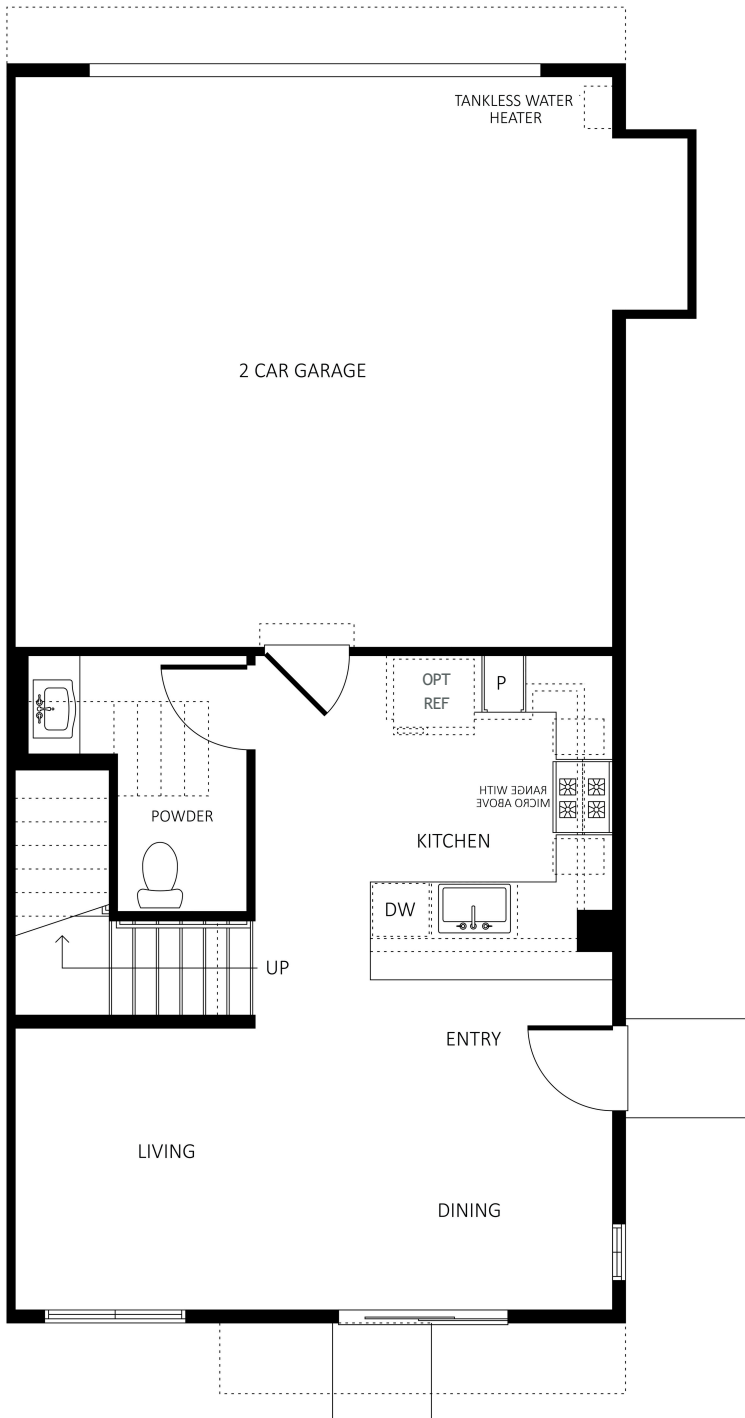 TANKLESS WATER
HEATER
2 CAR GARAGE
OPT
REF
P
RANGE WITH
MICRO ABOVE
POWDER
KITCHEN
DW
UP
ENTRY
LIVING
DINING